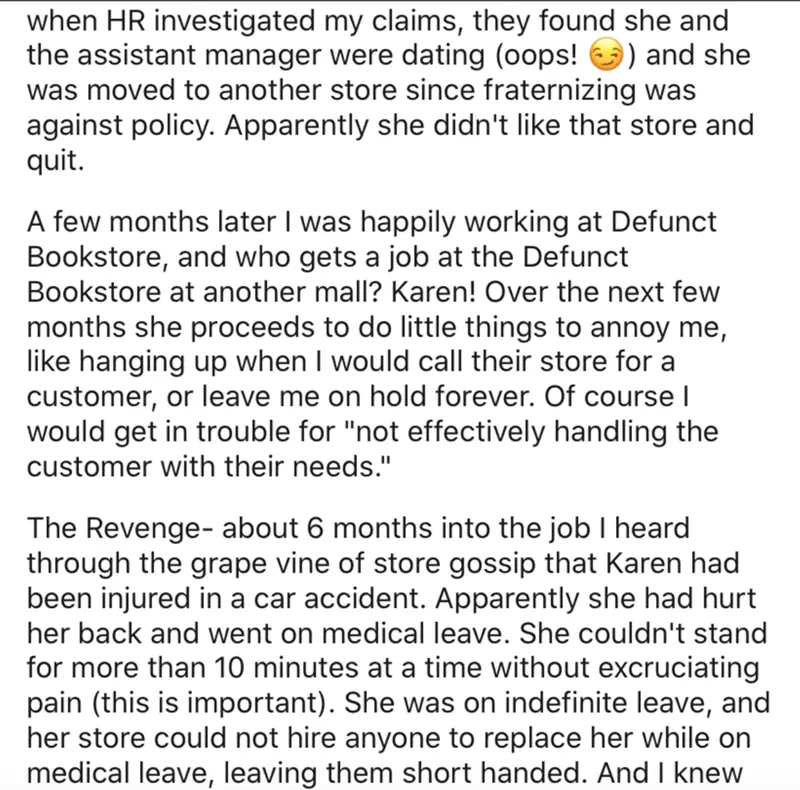 when HR investigated my claims, they found she and
the assistant manager were dating (oops! 😏) and she
was moved to another store since fraternizing was
against policy. Apparently she didn't like that store and
quit.
A few months later I was happily working at Defunct
Bookstore, and who gets a job at the Defunct
Bookstore at another mall? Karen! Over the next few
months she proceeds to do little things to annoy me,
like hanging up when I would call their store for a
customer, or leave me on hold forever. Of course I
would get in trouble for "not effectively handling the
customer with their needs."
The Revenge- about 6 months into the job I heard
through the grape vine of store gossip that Karen had
been injured in a car accident. Apparently she had hurt
her back and went on medical leave. She couldn't stand
for more than 10 minutes at a time without excruciating
pain (this is important). She was on indefinite leave, and
her store could not hire anyone to replace her while on
medical leave, leaving them short handed. And I knew